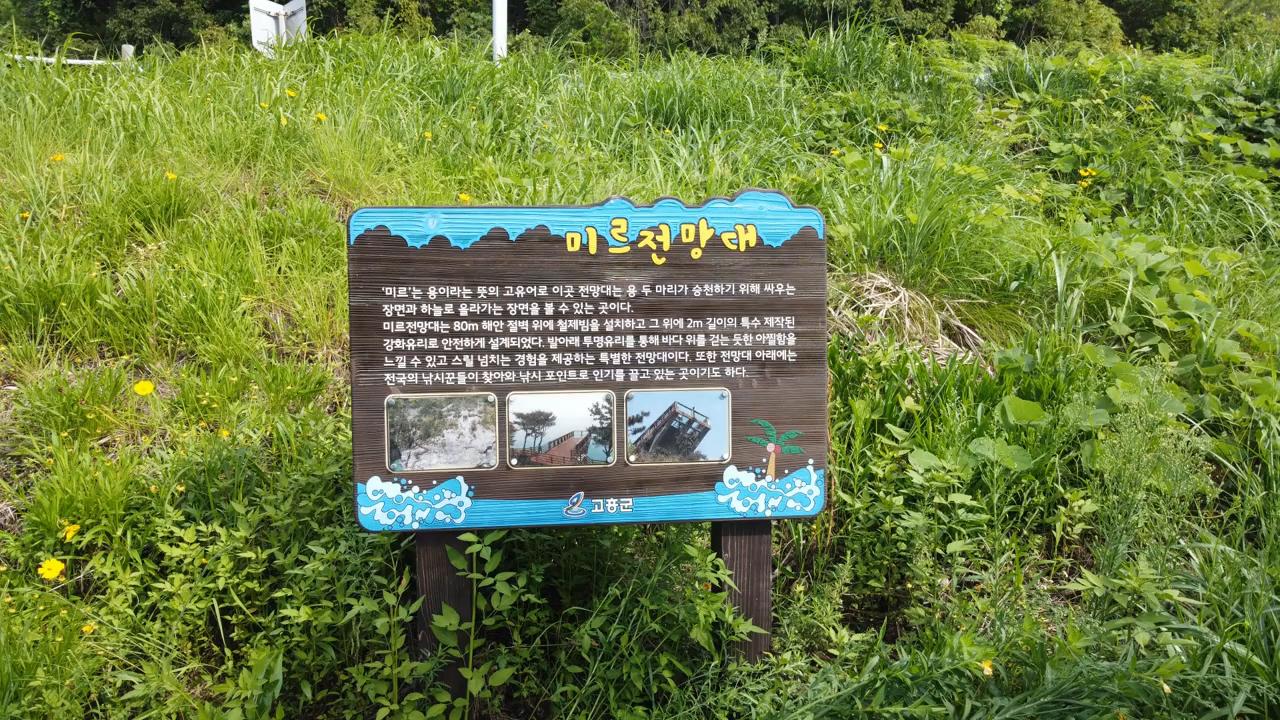 미르전망대
'미르'는 용이라는 뜻의 고유어로 이곳 전망대는 용 두 마리가 승천하기 위해 싸우는
장면과 하늘로 올라가는 장면을 볼 수 있는 곳이다.
미르전망대는 80m 해안 절벽 위에 철제빔을 설치하고 그 위에 2m 길이의 특수 제작된
강화유리로 안전하게 설계되었다. 발아래 투명유리를 통해 바다 위를 걷는 듯한 아찔함을
느낄 수 있고 스릴 넘치는 경험을 제공하는 특별한 전망대이다. 또한 전망대 아래에는
전국의 낚시꾼들이 찾아와 낚시 포인트로 인기를 끌고 있는 곳이기도 하다.
고흥군